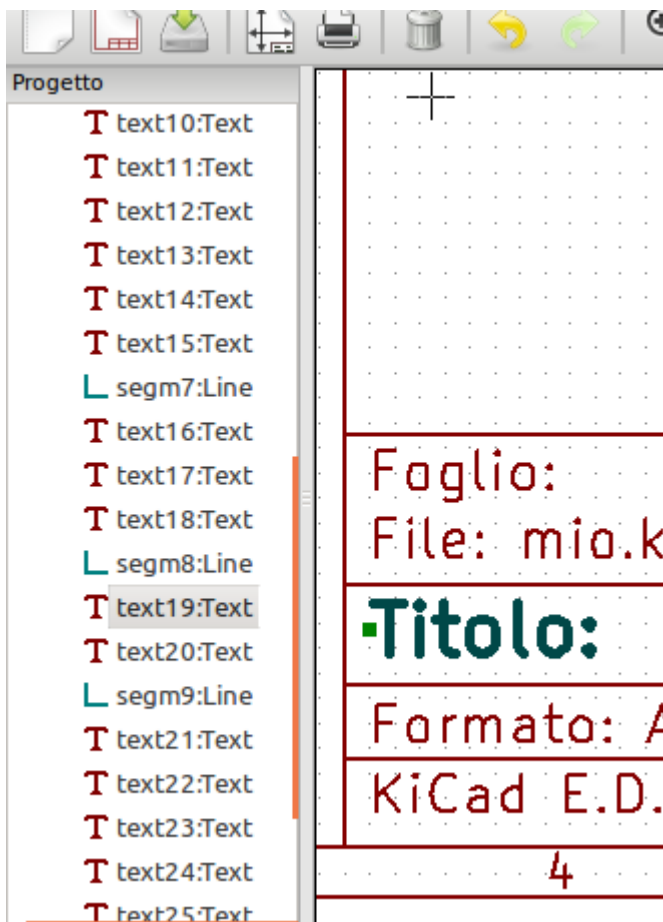 Progetto
text10:Text
text11:Text
text12:Text
text13:Text
text14:Text
text15:Text
segm7:Line
text16:Text
text17:Text
text18:Text
segm8:Line
text19:Text
text20:Text
segm9:Line
text21:Text
text22:Text
text23:Text
text24:Text
text25:Text
Foglio:
File: mio.k
Titolo:
Formato: A
KiCad E.D.
4